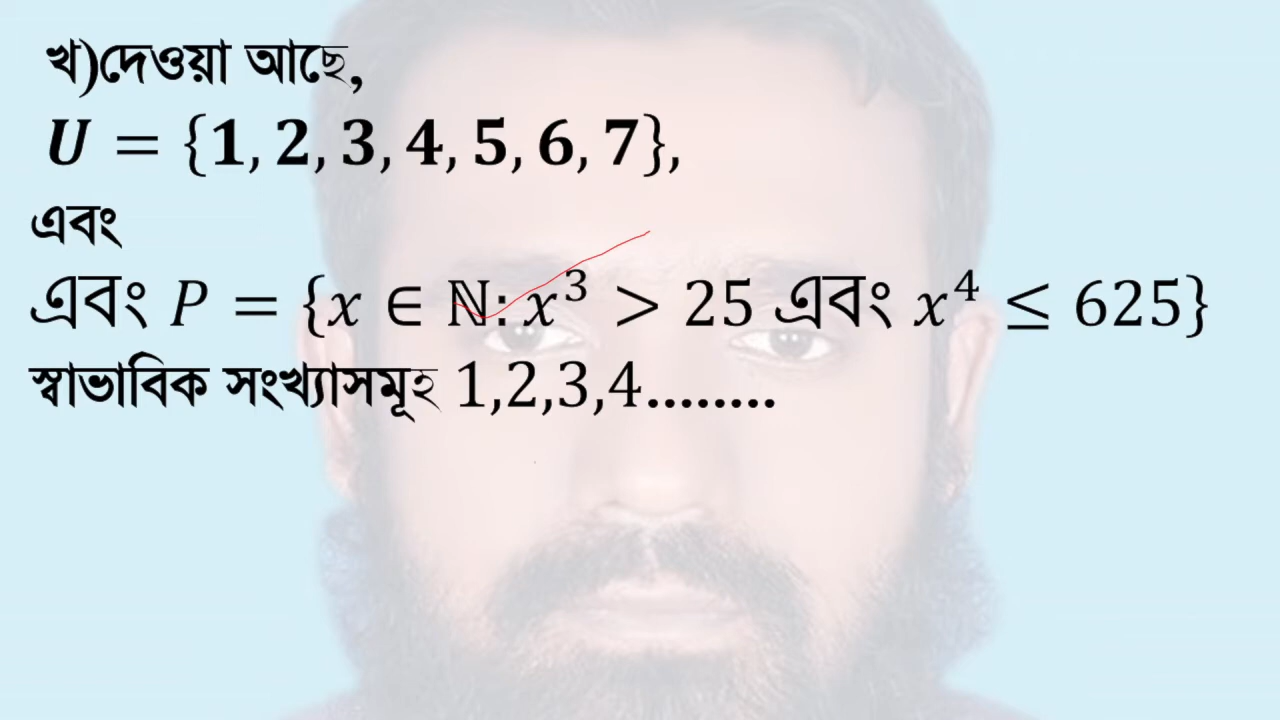 খ)দেওয়া আছে,
U = {1, 2, 3, 4, 5, 6, 7},
এবং
এবং P = {x ∈ ℕ: x³ > 25 এবং x⁴ ≤ 625}
স্বাভাবিক সংখ্যাসমূহ 1,2,3,4........